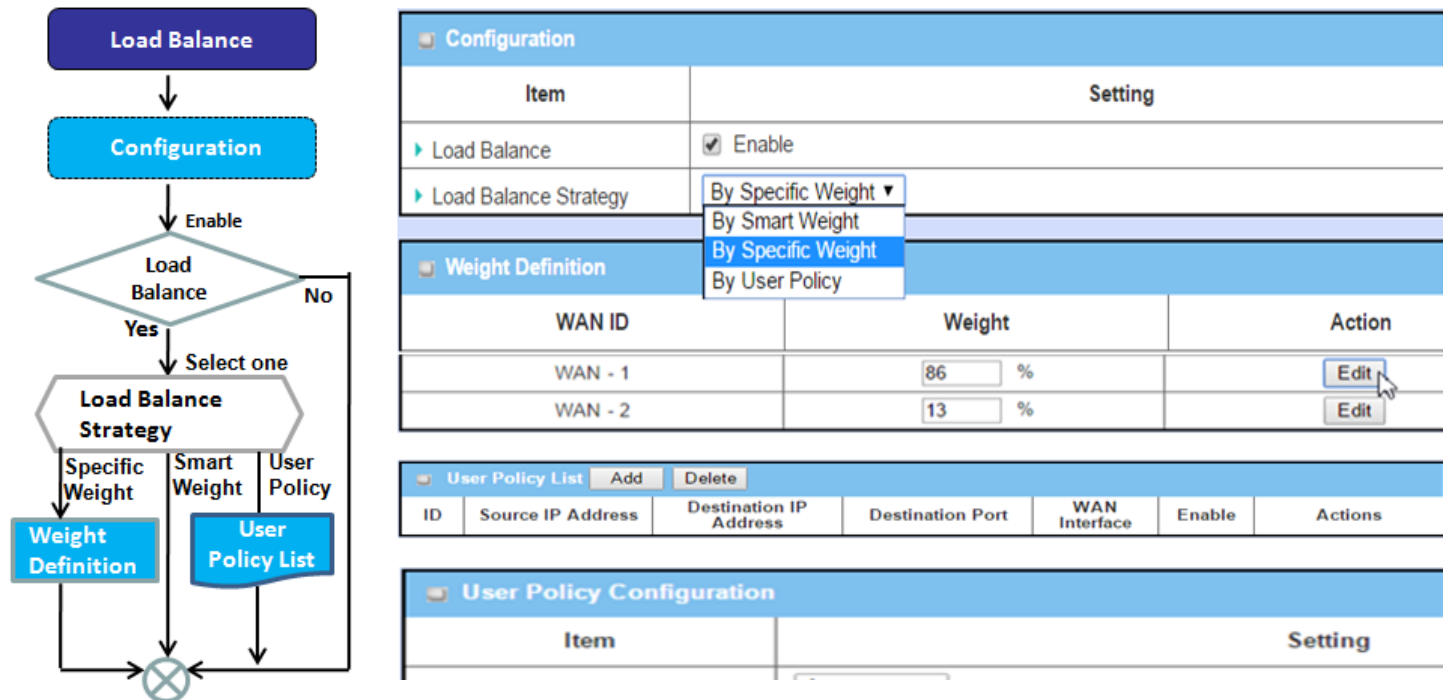 Load Balance
Configuration
Enable
Load
Balance
No
Yes
Select one
Load Balance
Strategy
Specific
Weight
Smart
Weight
User
Policy
Weight
Definition
User
Policy List
Configuration
Item Setting
Load Balance Enable
Load Balance Strategy By Specific Weight
By Smart Weight
By Specific Weight
By User Policy
Weight Definition
WAN ID Weight Action
WAN - 1 86 % Edit
WAN - 2 13 % Edit
User Policy List Add Delete
ID Source IP Address Destination IP Address Destination Port WAN Interface Enable Actions
User Policy Configuration
Item Setting